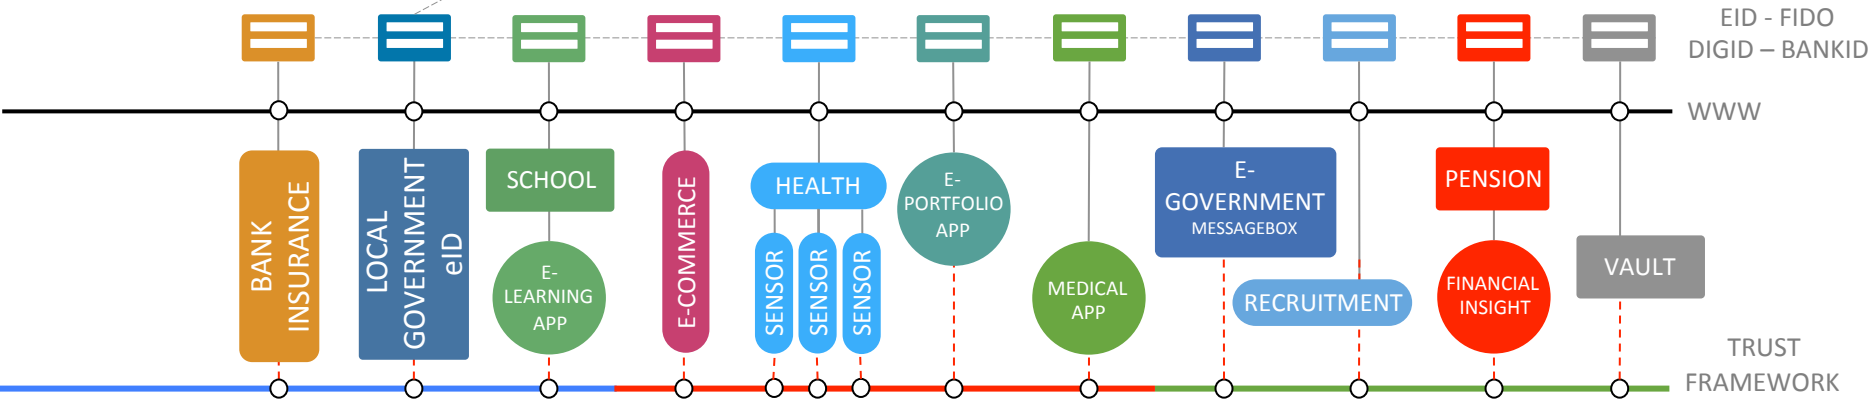 EID - FIDO
DIGID – BANKID
WWW
BANK
INSURANCE
LOCAL
GOVERNMENT
eID
SCHOOL
E-
LEARNING
APP
E-COMMERCE
HEALTH
SENSOR
SENSOR
SENSOR
E-
PORTFOLIO
APP
MEDICAL
APP
E-
GOVERNMENT
MESSAGEBOX
RECRUITMENT
PENSION
FINANCIAL
INSIGHT
VAULT
TRUST
FRAMEWORK